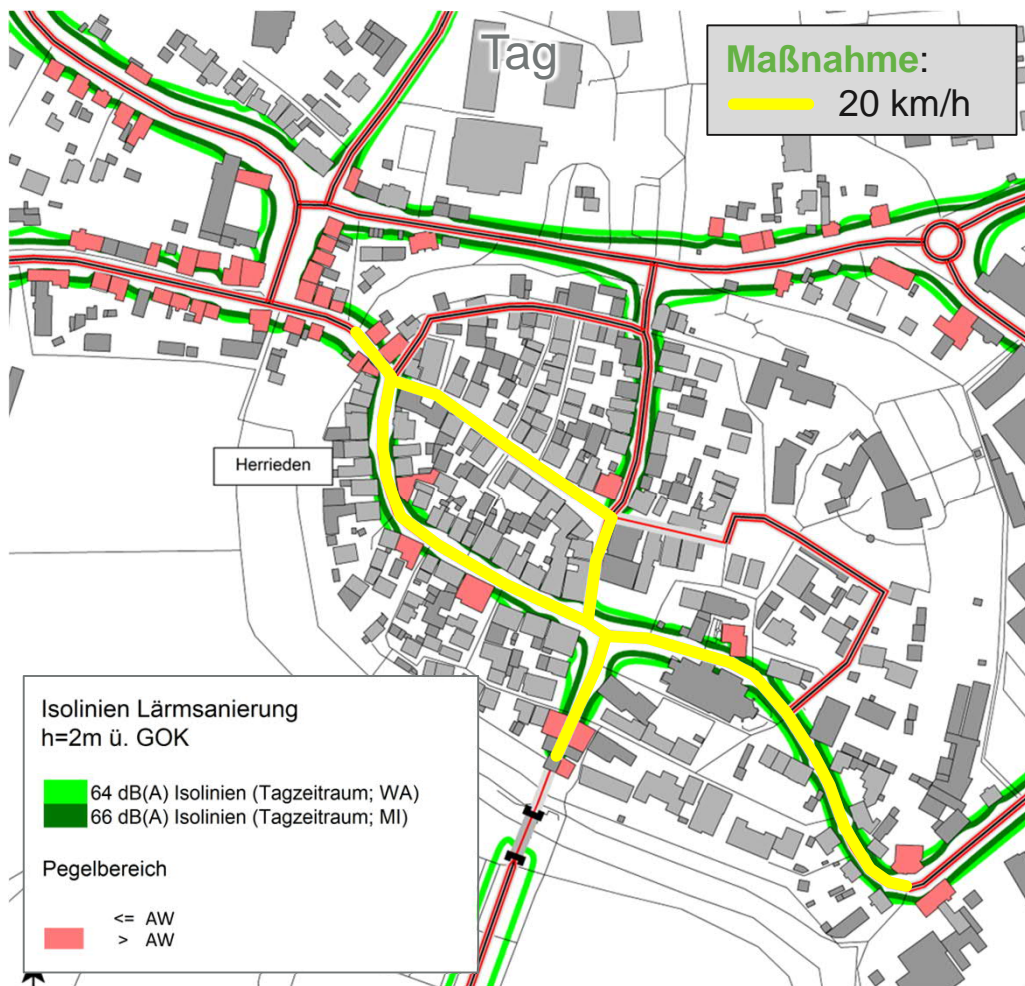 Tag
Maßnahme:
20 km/h
Herrieden
Isolinien Lärmsanierung
h=2m ü. GOK
64 dB(A) Isolinien (Tagzeitraum; WA)
66 dB(A) Isolinien (Tagzeitraum; MI)
Pegelbereich
<= AW
> AW